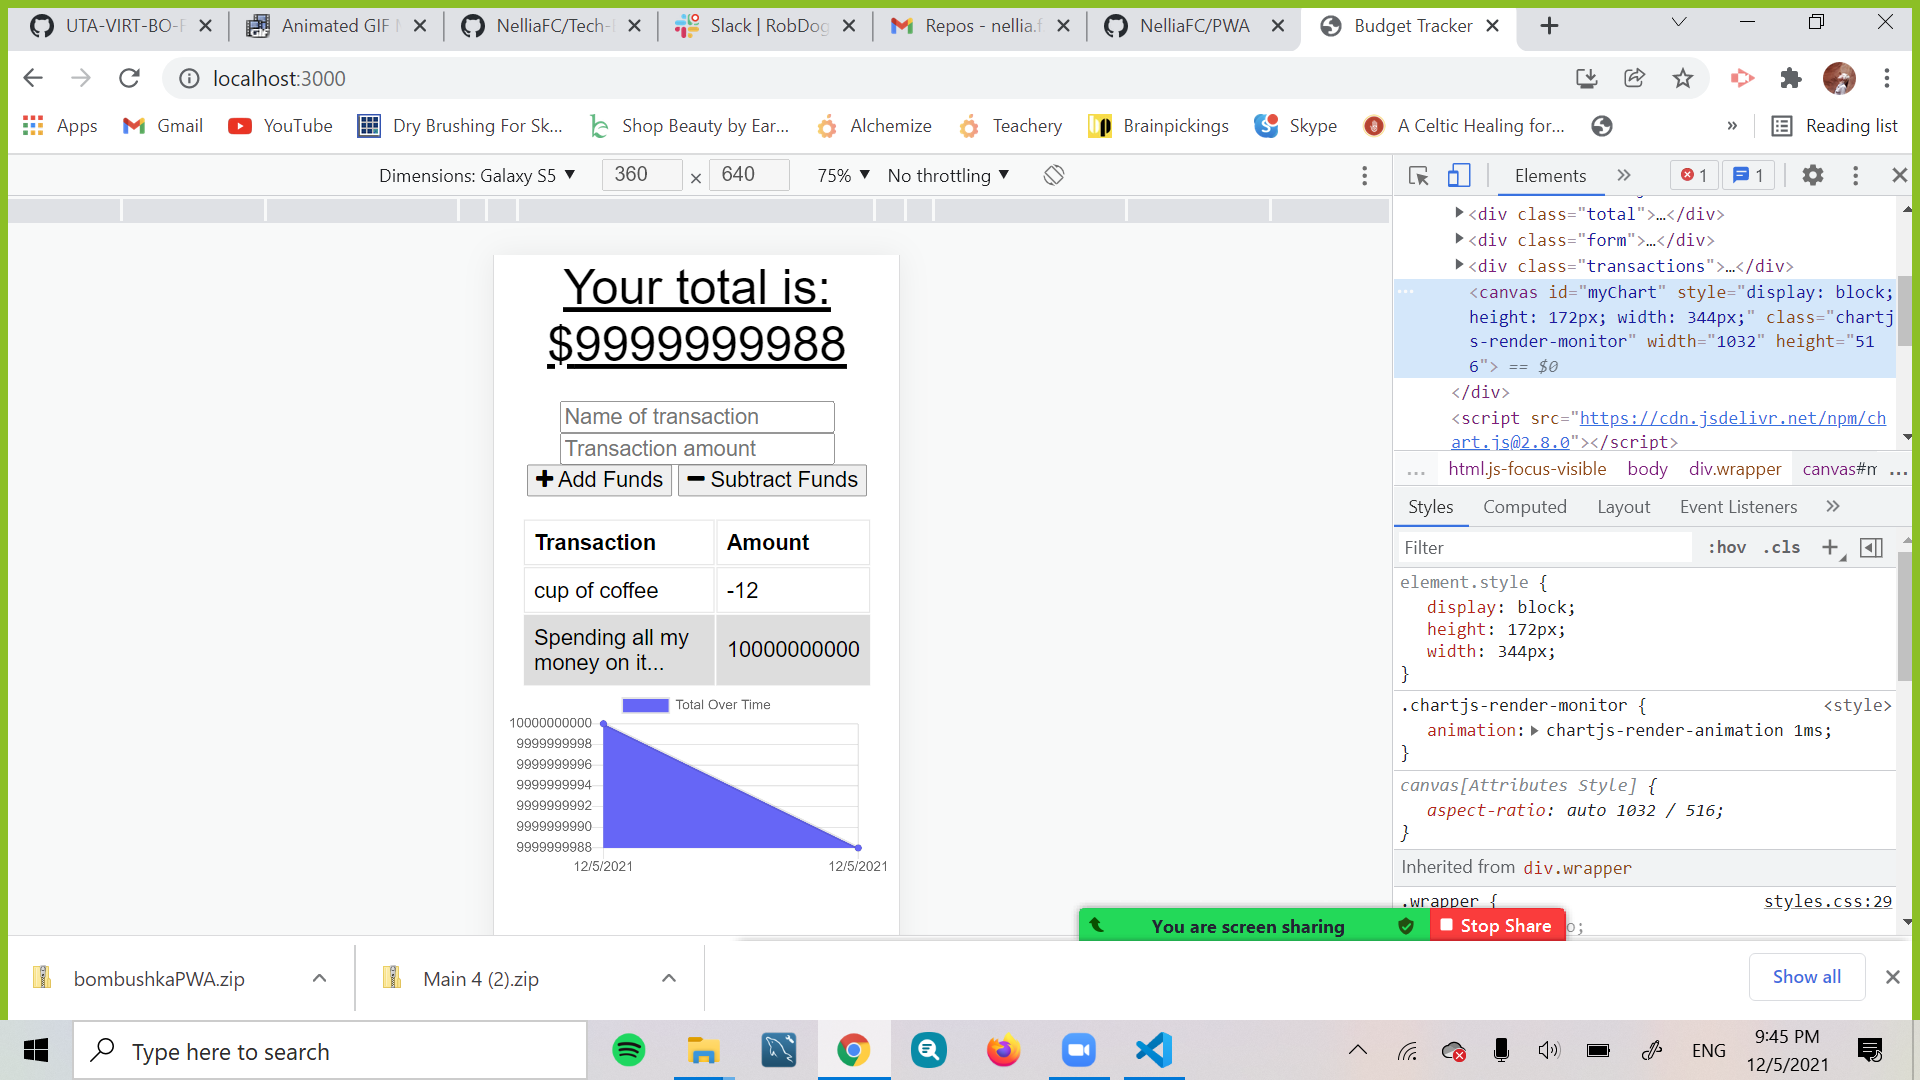 UTA-VIRT-BO-F
Animated GIF M
NelliaFC/Tech-
Slack | RobDog
Repos - nellia.f
NelliaFC/PWA
Budget Tracker
localhost:3000
Apps
Gmail
YouTube
Dry Brushing For Sk...
Shop Beauty by Ear...
Alchemize
Teachery
Brainpickings
Skype
A Celtic Healing for...
»
Reading list
Dimensions: Galaxy S5 ▼
360 × 640
75% ▼
No throttling ▼
Elements
»
1
1
<div class="total">…</div>
<div class="form">…</div>
<div class="transactions">…</div>
<canvas id="myChart" style="display: block;
height: 172px; width: 344px;" class="chartj
s-render-monitor" width="1032" height="51
6"> == $0
</div>
<script src="https://cdn.jsdelivr.net/npm/ch
art.js@2.8.0"></script>
... html.js-focus-visible body div.wrapper canvas#m ...
Styles Computed Layout Event Listeners »
Filter :hov .cls +
element.style {
display: block;
height: 172px;
width: 344px;
}
.chartjs-render-monitor { <style>
animation: chartjs-render-animation 1ms;
}
canvas[Attributes Style] {
aspect-ratio: auto 1032 / 516;
}
Inherited from div.wrapper
.wrapper { styles.css:29
o;
Your total is:
$9999999988
Name of transaction
Transaction amount
Add Funds
Subtract Funds
Transaction Amount
cup of coffee -12
Spending all my
money on it... 10000000000
Total Over Time
10000000000
9999999998
9999999996
9999999994
9999999992
9999999990
9999999988
12/5/2021 12/5/2021
You are screen sharing
Stop Share
bombushkaPWA.zip
Main 4 (2).zip
Show all
Type here to search
ENG
9:45 PM
12/5/2021